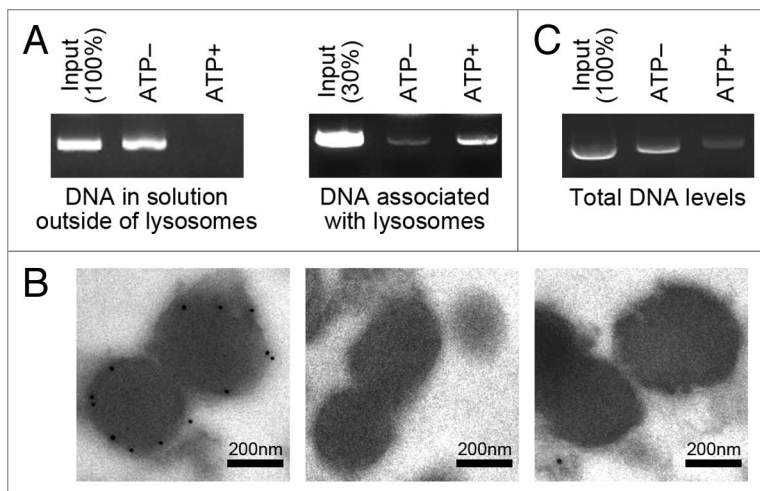 A
Input
(100%)
ATP–
ATP+
DNA in solution
outside of lysosomes
Input
(30%)
ATP–
ATP+
DNA associated
with lysosomes
C
Input
(100%)
ATP–
ATP+
Total DNA levels
B
200nm
200nm
200nm